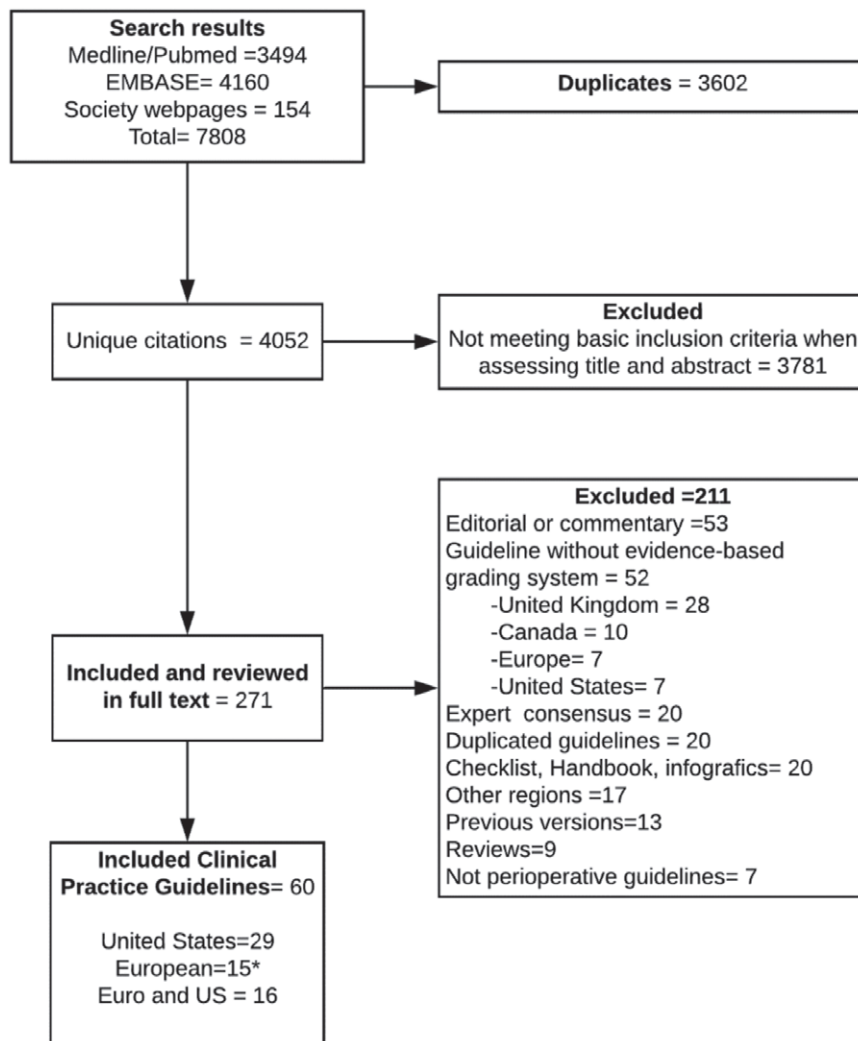 Search results
Medline/Pubmed =3494
EMBASE= 4160
Society webpages = 154
Total= 7808
Duplicates = 3602
Unique citations = 4052
Excluded
Not meeting basic inclusion criteria when
assessing title and abstract = 3781
Included and reviewed
in full text = 271
Excluded =211
Editorial or commentary =53
Guideline without evidence-based
grading system = 52
-United Kingdom = 28
-Canada = 10
-Europe= 7
-United States= 7
Expert consensus = 20
Duplicated guidelines = 20
Checklist, Handbook, infografics= 20
Other regions =17
Previous versions=13
Reviews=9
Not perioperative guidelines= 7
Included Clinical
Practice Guidelines= 60
United States=29
European=15*
Euro and US = 16